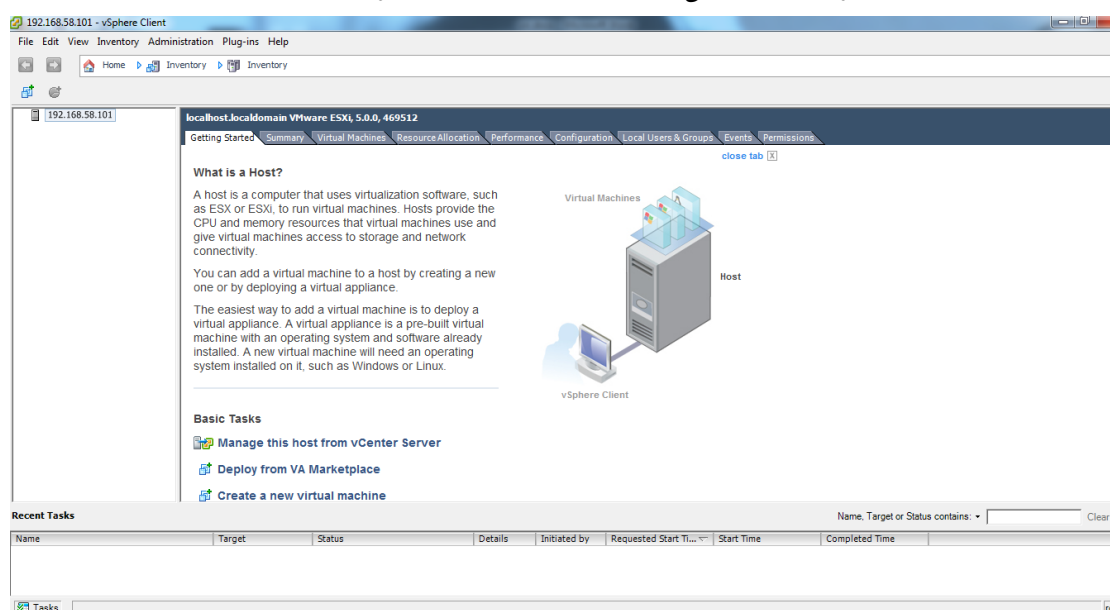 192.168.58.101 - vSphere Client
File Edit View Inventory Administration Plug-ins Help
Home Inventory Inventory
192.168.58.101
localhost.localdomain VMware ESXi, 5.0.0, 469512
Getting Started Summary Virtual Machines Resource Allocation Performance Configuration Local Users & Groups Events Permissions
close tab X
What is a Host?
A host is a computer that uses virtualization software, such
as ESX or ESXi, to run virtual machines. Hosts provide the
CPU and memory resources that virtual machines use and
give virtual machines access to storage and network
connectivity.
You can add a virtual machine to a host by creating a new
one or by deploying a virtual appliance.
The easiest way to add a virtual machine is to deploy a
virtual appliance. A virtual appliance is a pre-built virtual
machine with an operating system and software already
installed. A new virtual machine will need an operating
system installed on it, such as Windows or Linux.
Virtual Machines
Host
vSphere Client
Basic Tasks
Manage this host from vCenter Server
Deploy from VA Marketplace
Create a new virtual machine
Recent Tasks
Name, Target or Status contains:
Clear
Name Target Status Details Initiated by Requested Start Ti... Start Time Completed Time
Tasks